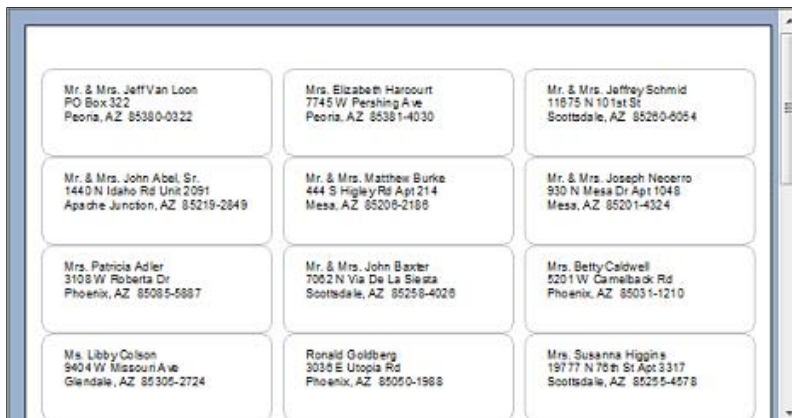 Mr. & Mrs. Jeff Van Loon
PO Box 322
Peoria, AZ 85380-0322
Mrs. Elizabeth Harcourt
7745 W Pershing Ave
Peoria, AZ 85381-4030
Mr. & Mrs. Jeffrey Schmid
11675 N 101st St
Scottsdale, AZ 85260-6054
Mr. & Mrs. John Abel, Sr.
1440 N Idaho Rd Unit 2091
Apache Junction, AZ 85219-2849
Mr. & Mrs. Matthew Burke
444 S Higley Rd Apt 214
Mesa, AZ 85206-2186
Mr. & Mrs. Joseph Nocerro
930 N Mesa Dr Apt 1048
Mesa, AZ 85201-4324
Mrs. Patricia Adler
3108 W Roberta Dr
Phoenix, AZ 85085-5887
Mr. & Mrs. John Baxter
7062 N Via De La Siesta
Scottsdale, AZ 85258-4026
Mrs. Betty Caldwell
5201 W Camelback Rd
Phoenix, AZ 85031-1210
Ms. Libby Colson
9404 W Missouri Ave
Glendale, AZ 85305-2724
Ronald Goldberg
3036 E Utopia Rd
Phoenix, AZ 85050-1988
Mrs. Susanna Higgins
19777 N 76th St Apt 3317
Scottsdale, AZ 85255-4578